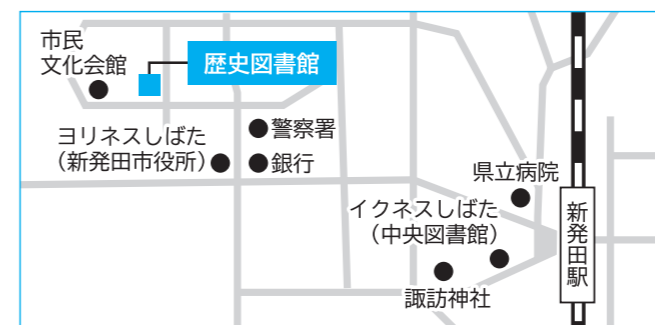 市民
文化会館
歴史図書館
警察署
ヨリネスしばた
（新発田市役所）
銀行
県立病院
イクネスしばた
（中央図書館）
新発田駅
諏訪神社